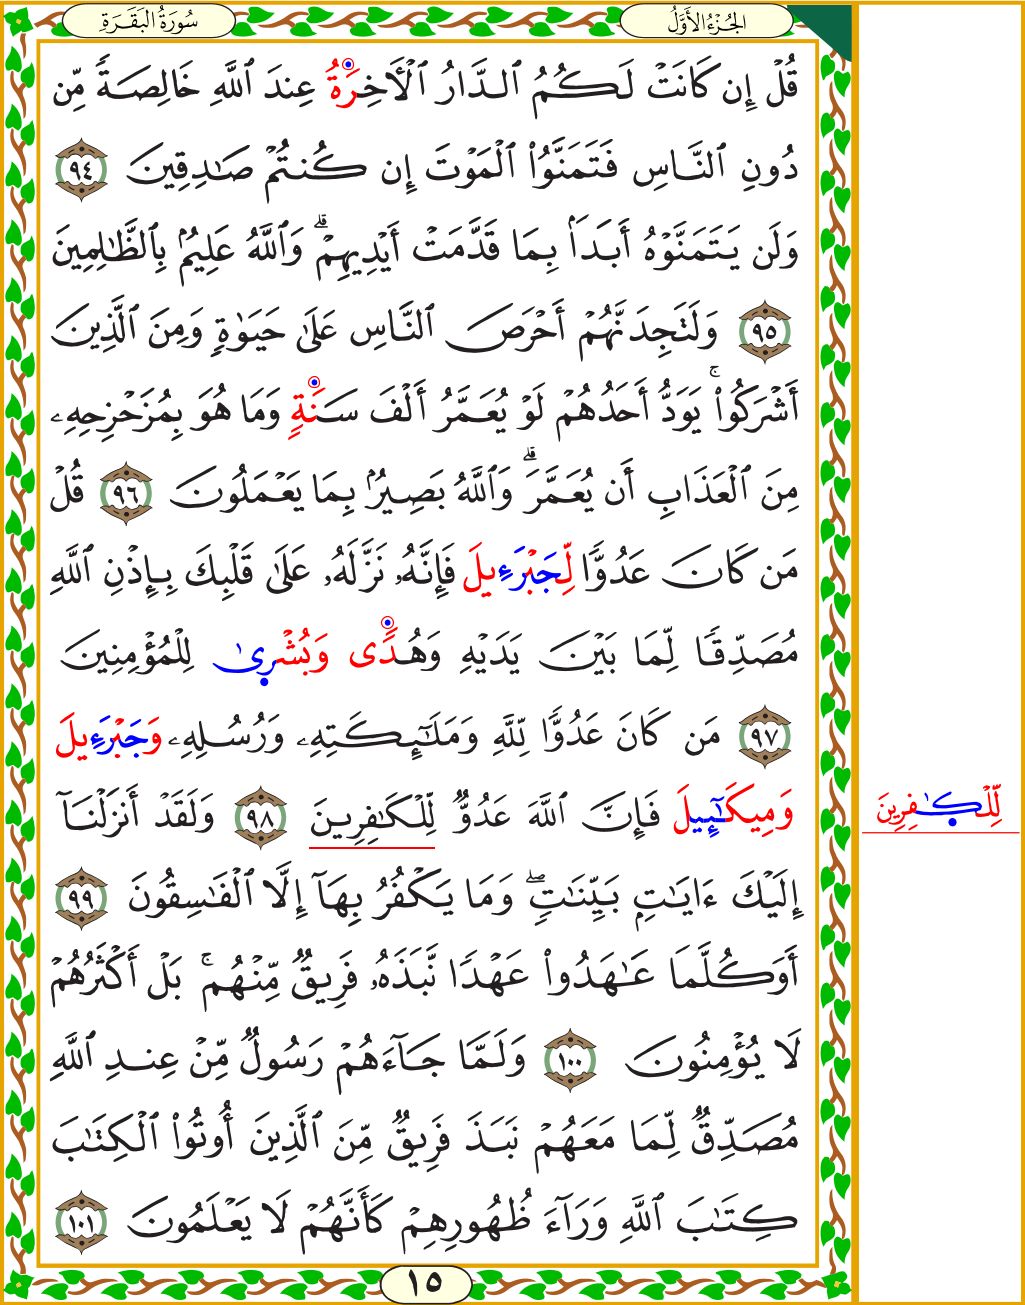 الجُزْءُ الأَوَّلُ
سُورَةُ البَقَرَةِ
قُلْ إِن كَانَتْ لَكُمُ ٱلدَّارُ ٱلْأَخِرَةُ عِندَ ٱللَّهِ خَالِصَةً مِّن
دُونِ ٱلنَّاسِ فَتَمَنَّوُا۟ ٱلْمَوْتَ إِن كُنتُمْ صَـٰدِقِينَ ٩٤
وَلَن يَتَمَنَّوْهُ أَبَدًۢا بِمَا قَدَّمَتْ أَيْدِيهِمْ ۗ وَٱللَّهُ عَلِيمٌۢ بِٱلظَّـٰلِمِينَ
٩٥ وَلَتَجِدَنَّهُمْ أَحْرَصَ ٱلنَّاسِ عَلَىٰ حَيَوٰةٍ وَمِنَ ٱلَّذِينَ
أَشْرَكُوا۟ ۚ يَوَدُّ أَحَدُهُمْ لَوْ يُعَمَّرُ أَلْفَ سَنَةٍ وَمَا هُوَ بِمُزَحْزِحِهِۦ
مِنَ ٱلْعَذَابِ أَن يُعَمَّرَ ۗ وَٱللَّهُ بَصِيرٌۢ بِمَا يَعْمَلُونَ ٩٦ قُلْ
مَن كَانَ عَدُوًّا لِّجَبْرَءِيلَ فَإِنَّهُۥ نَزَّلَهُۥ عَلَىٰ قَلْبِكَ بِإِذْنِ ٱللَّهِ
مُصَدِّقًا لِّمَا بَيْنَ يَدَيْهِ وَهُدًى وَبُشْرىٰ لِلْمُؤْمِنِينَ
٩٧ مَن كَانَ عَدُوًّا لِّلَّهِ وَمَلَـٰٓئِكَتِهِۦ وَرُسُلِهِۦ وَجَبْرَءِيلَ
وَمِيكَـٰٓئِيلَ فَإِنَّ ٱللَّهَ عَدُوٌّ لِّلْكَـٰفِرِينَ ٩٨ وَلَقَدْ أَنزَلْنَآ
لِّلْكـٰفِرِينَ
إِلَيْكَ ءَايَـٰتٍۭ بَيِّنَـٰتٍ ۖ وَمَا يَكْفُرُ بِهَآ إِلَّا ٱلْفَـٰسِقُونَ ٩٩
أَوَكُلَّمَا عَـٰهَدُوا۟ عَهْدًا نَّبَذَهُۥ فَرِيقٌ مِّنْهُم ۚ بَلْ أَكْثَرُهُمْ
لَا يُؤْمِنُونَ ١٠٠ وَلَمَّا جَآءَهُمْ رَسُولٌ مِّنْ عِندِ ٱللَّهِ
مُصَدِّقٌ لِّمَا مَعَهُمْ نَبَذَ فَرِيقٌ مِّنَ ٱلَّذِينَ أُوتُوا۟ ٱلْكِتَـٰبَ
كِتَـٰبَ ٱللَّهِ وَرَآءَ ظُهُورِهِمْ كَأَنَّهُمْ لَا يَعْلَمُونَ ١٠١
١٥